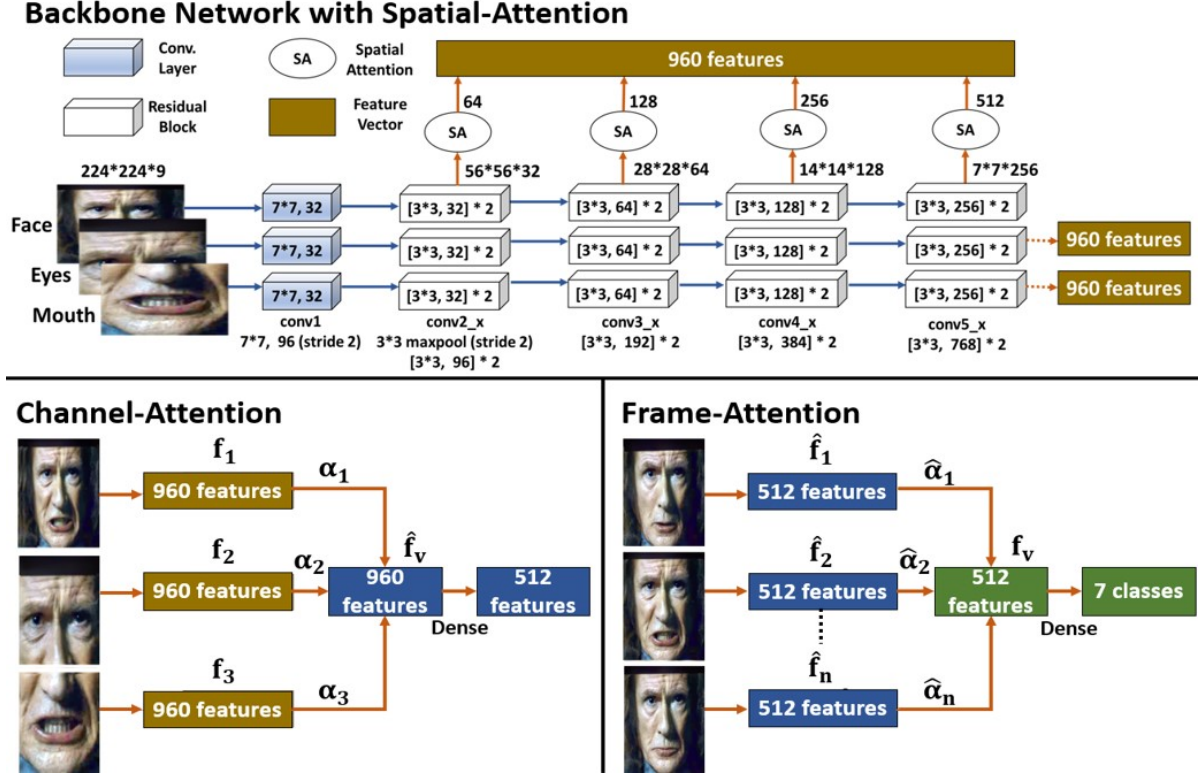 Backbone Network with Spatial-Attention
Conv. Layer
SA
Spatial Attention
Residual Block
Feature Vector
960 features
64
128
256
512
SA
SA
SA
SA
224*224*9
56*56*32
28*28*64
14*14*128
7*7*256
Face
7*7, 32
[3*3, 32] * 2
[3*3, 64] * 2
[3*3, 128] * 2
[3*3, 256] * 2
Eyes
7*7, 32
[3*3, 32] * 2
[3*3, 64] * 2
[3*3, 128] * 2
[3*3, 256] * 2
960 features
Mouth
7*7, 32
[3*3, 32] * 2
[3*3, 64] * 2
[3*3, 128] * 2
[3*3, 256] * 2
960 features
conv1
conv2_x
conv3_x
conv4_x
conv5_x
7*7, 96 (stride 2)
3*3 maxpool (stride 2)
[3*3, 192] * 2
[3*3, 384] * 2
[3*3, 768] * 2
[3*3, 96] * 2
Channel-Attention
f₁
960 features
α₁
f₂
960 features
α₂
f̂ᵥ
960 features
512 features
Dense
f₃
960 features
α₃
Frame-Attention
f̂₁
512 features
α̂₁
f̂₂
512 features
α̂₂
fᵥ
512 features
7 classes
Dense
f̂ₙ
512 features
α̂ₙ